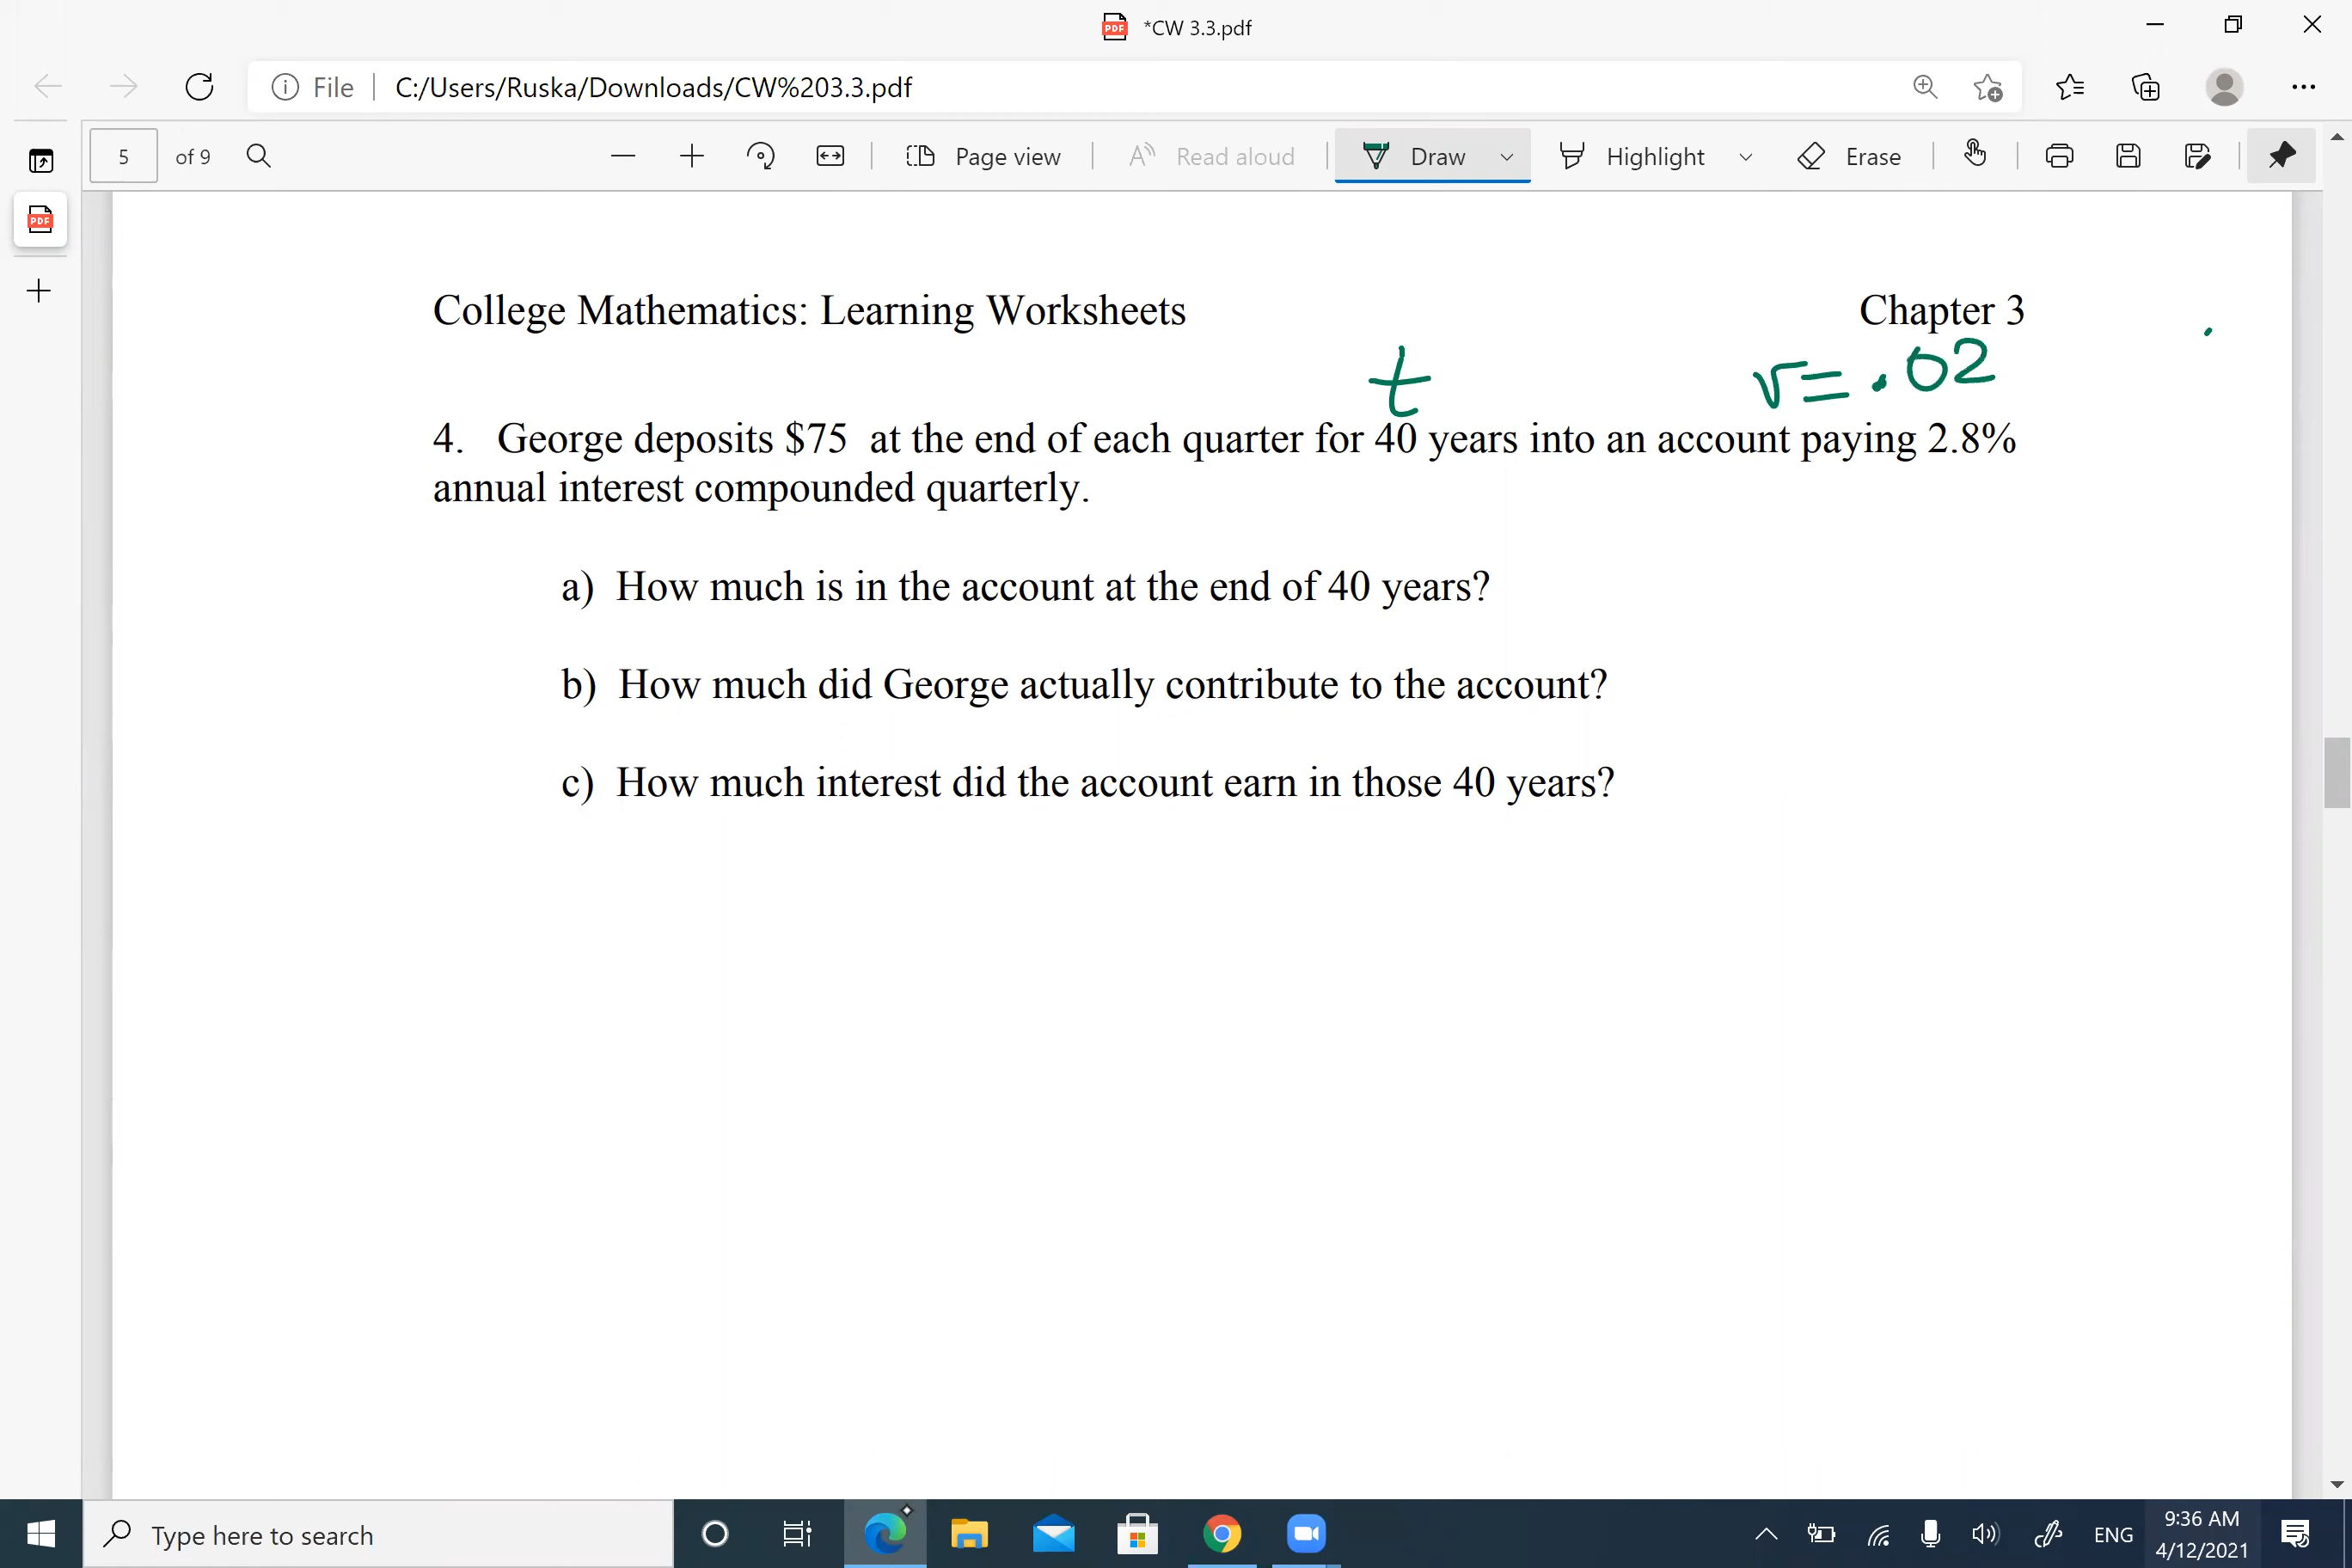 *CW 3.3.pdf
File
C:/Users/Ruska/Downloads/CW%203.3.pdf
5 of 9
Page view
Read aloud
Draw
Highlight
Erase
PDF
College Mathematics: Learning Worksheets
Chapter 3
t
r = .02
4. George deposits $75 at the end of each quarter for 40 years into an account paying 2.8%
annual interest compounded quarterly.
a) How much is in the account at the end of 40 years?
b) How much did George actually contribute to the account?
c) How much interest did the account earn in those 40 years?
Type here to search
ENG
9:36 AM
4/12/2021